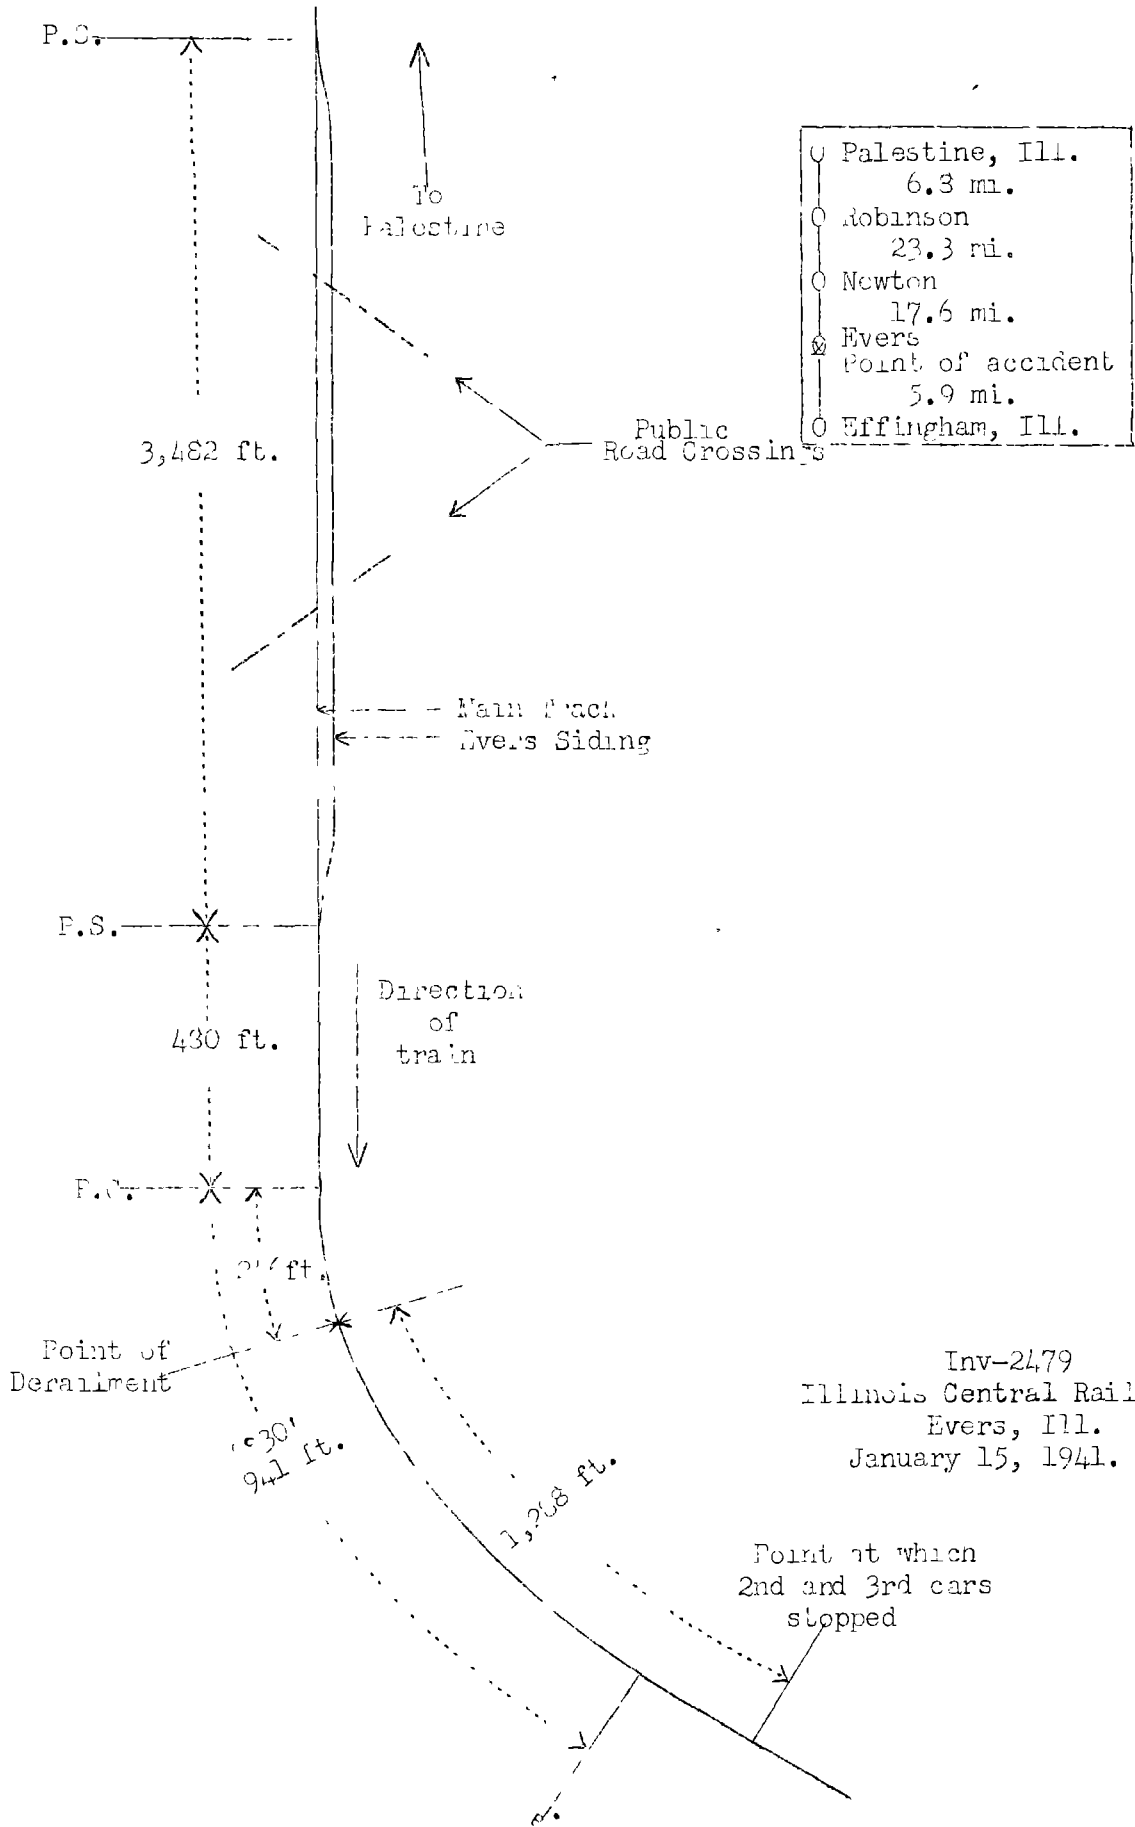 P.S.
To
Palestine
Palestine, Ill.
6.3 mi.
Robinson
23.3 mi.
Newton
17.6 mi.
Evers
Point of accident
5.9 mi.
Effingham, Ill.
3,482 ft.
Public
Road Crossings
Main Track
Evers Siding
P.S.
Direction
of
train
430 ft.
P.C.
ft.
Point of
Derailment
30'
941 ft.
ft.
Inv-2479
Illinois Central Rail
Evers, Ill.
January 15, 1941.
Point at which
2nd and 3rd cars
stopped